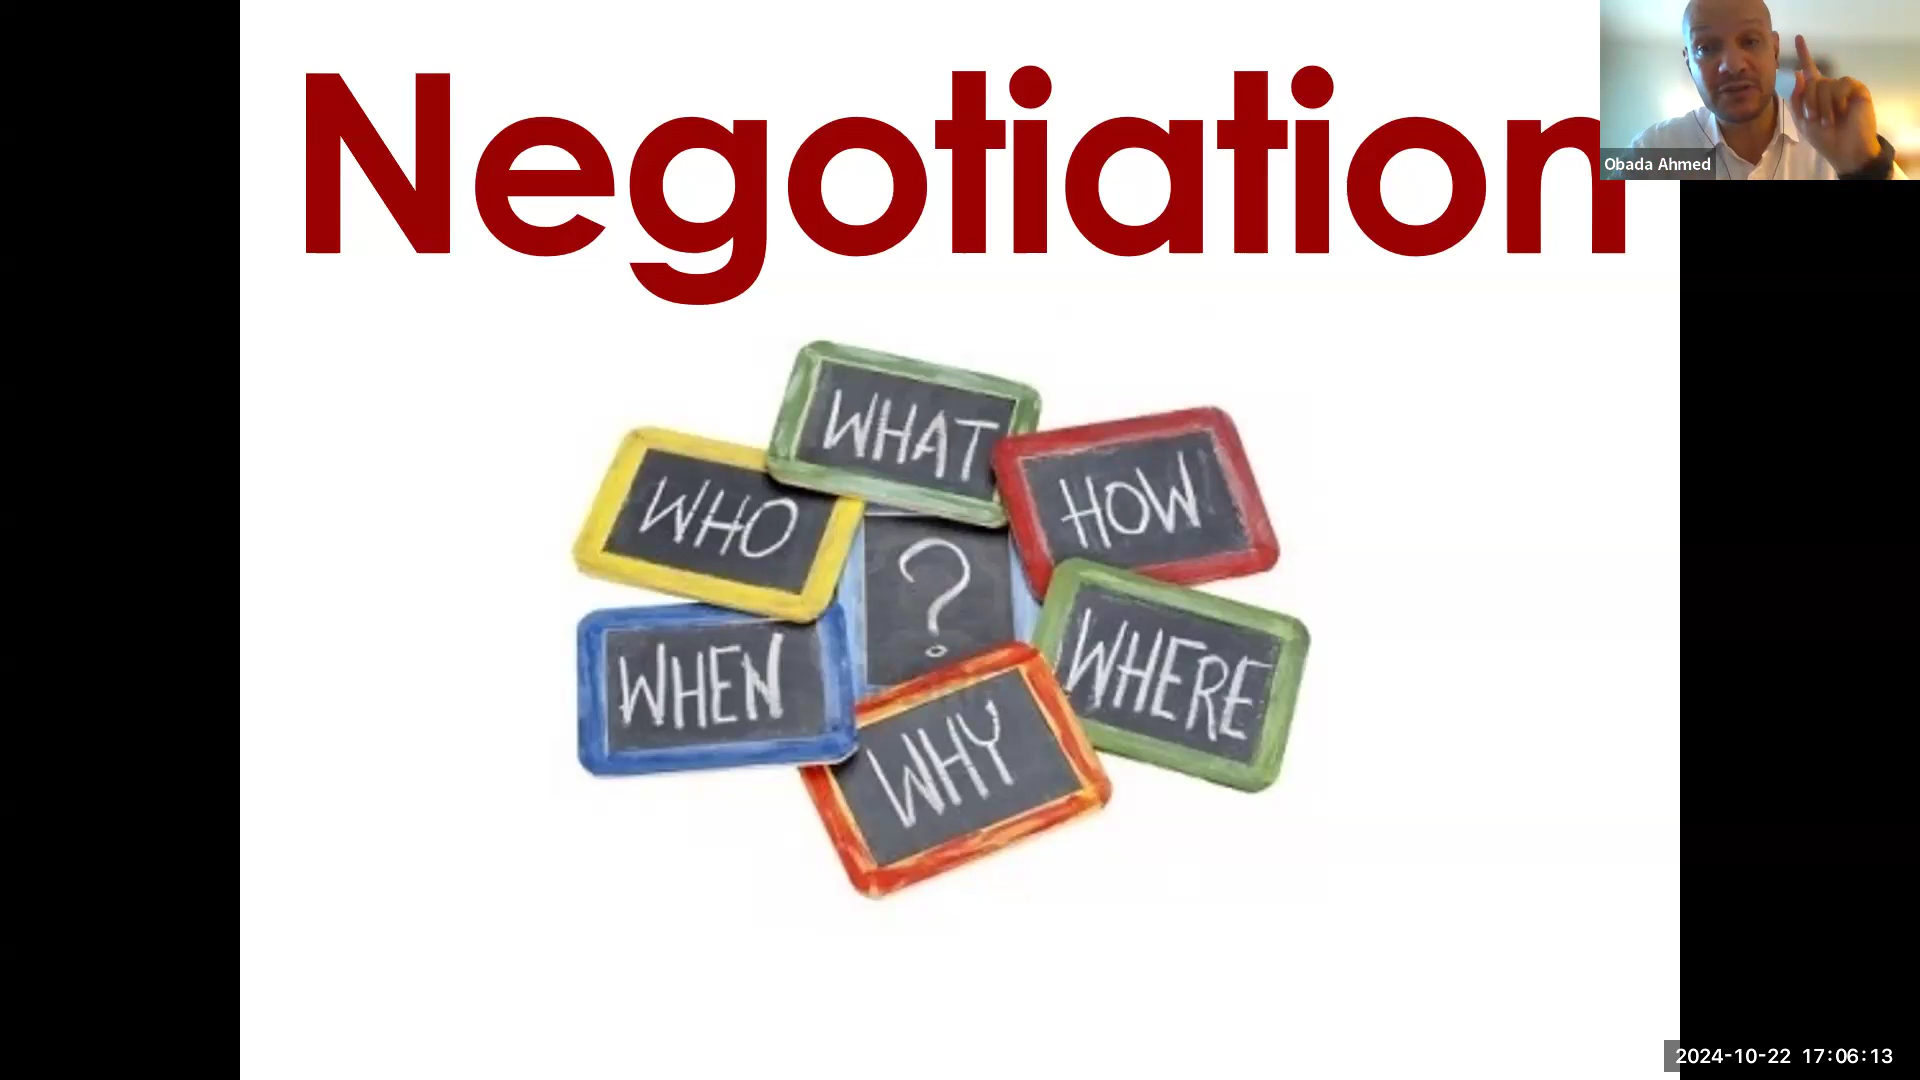 Negotiation
Obada Ahmed
WHAT
WHO
HOW
?
WHEN
WHERE
WHY
2024-10-22 17:06:13